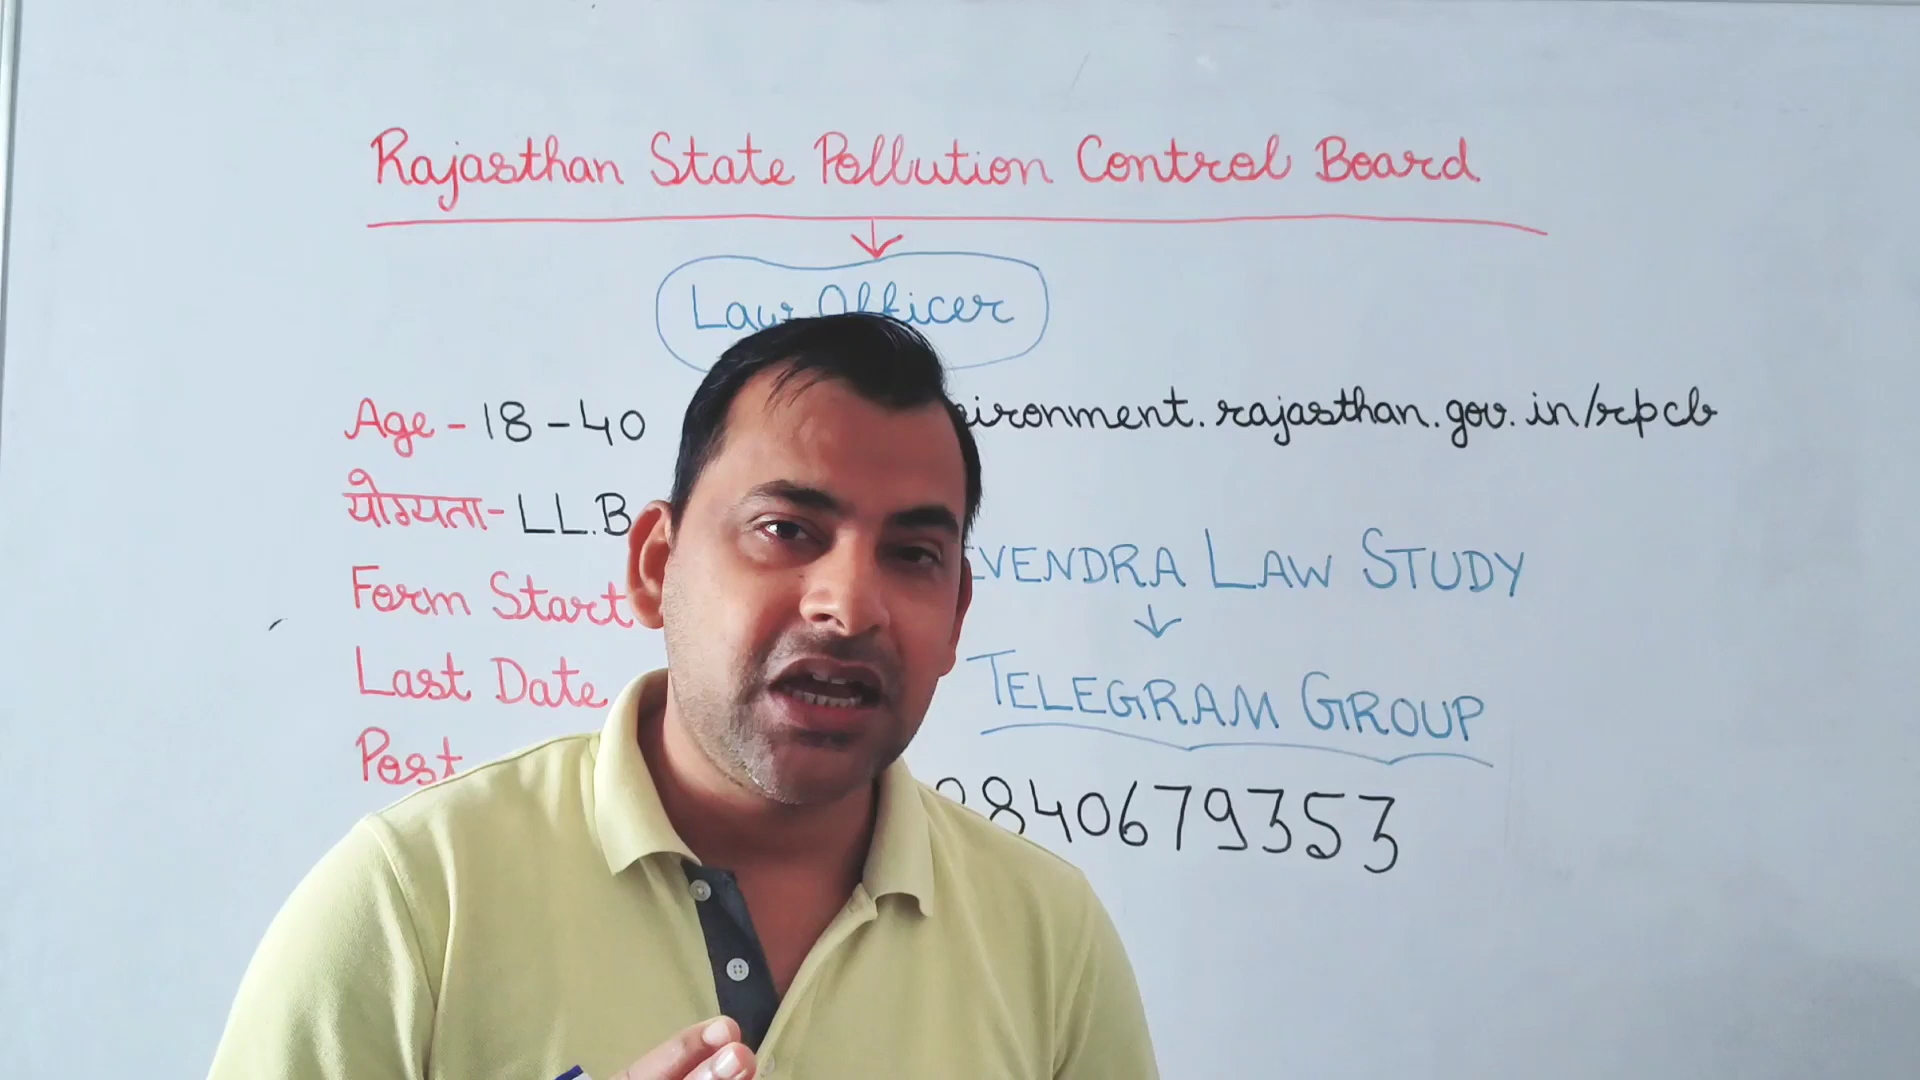 Rajasthan State Pollution Control Board
Law Officer
Age - 18 - 40
ironment.rajasthan.gov.in/rpcb
योग्यता - LL.B
VENDRA LAW STUDY
Form Start
TELEGRAM GROUP
Last Date
Post
840679353